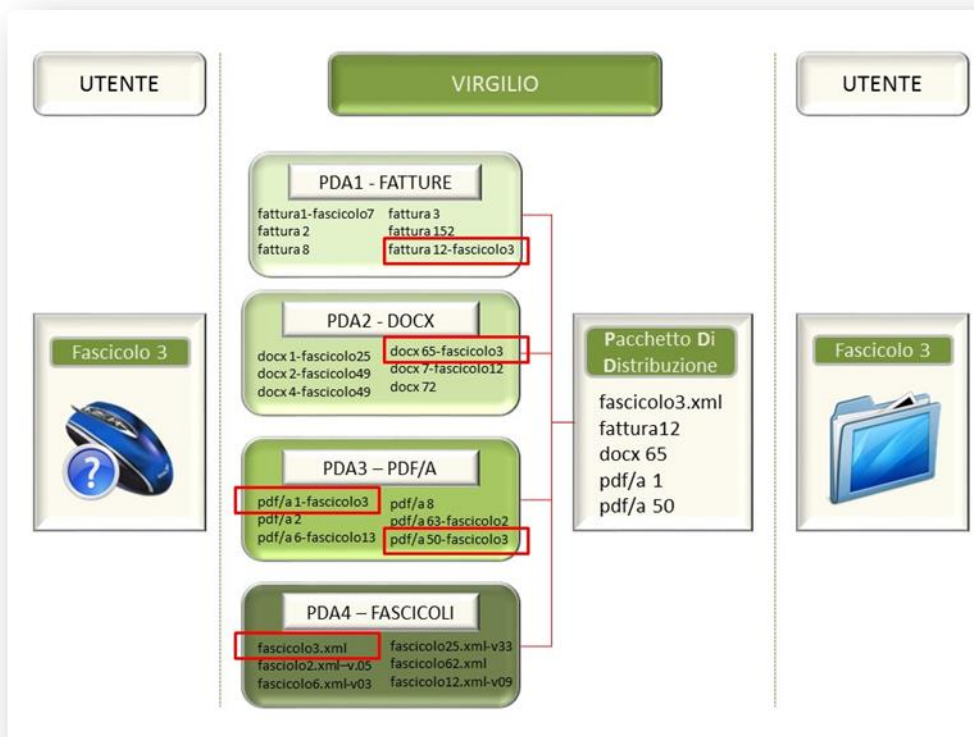 UTENTE
VIRGILIO
UTENTE
Fascicolo 3
PDA1 - FATTURE
fattura1-fascicolo7
fattura 2
fattura 8
fattura 3
fattura 152
fattura 12-fascicolo3
PDA2 - DOCX
docx 1-fascicolo25
docx 2-fascicolo49
docx 4-fascicolo49
docx 65-fascicolo3
docx 7-fascicolo12
docx 72
PDA3 – PDF/A
pdf/a 1-fascicolo3
pdf/a 2
pdf/a 6-fascicolo13
pdf/a 8
pdf/a 63-fascicolo2
pdf/a 50-fascicolo3
PDA4 – FASCICOLI
fascicolo3.xml
fasciolo2.xml–v.05
fascicolo6.xml-v03
fascicolo25.xml-v33
fascicolo62.xml
fascicolo12.xml-v09
Pacchetto Di
Distribuzione
fascicolo3.xml
fattura12
docx 65
pdf/a 1
pdf/a 50
Fascicolo 3
?